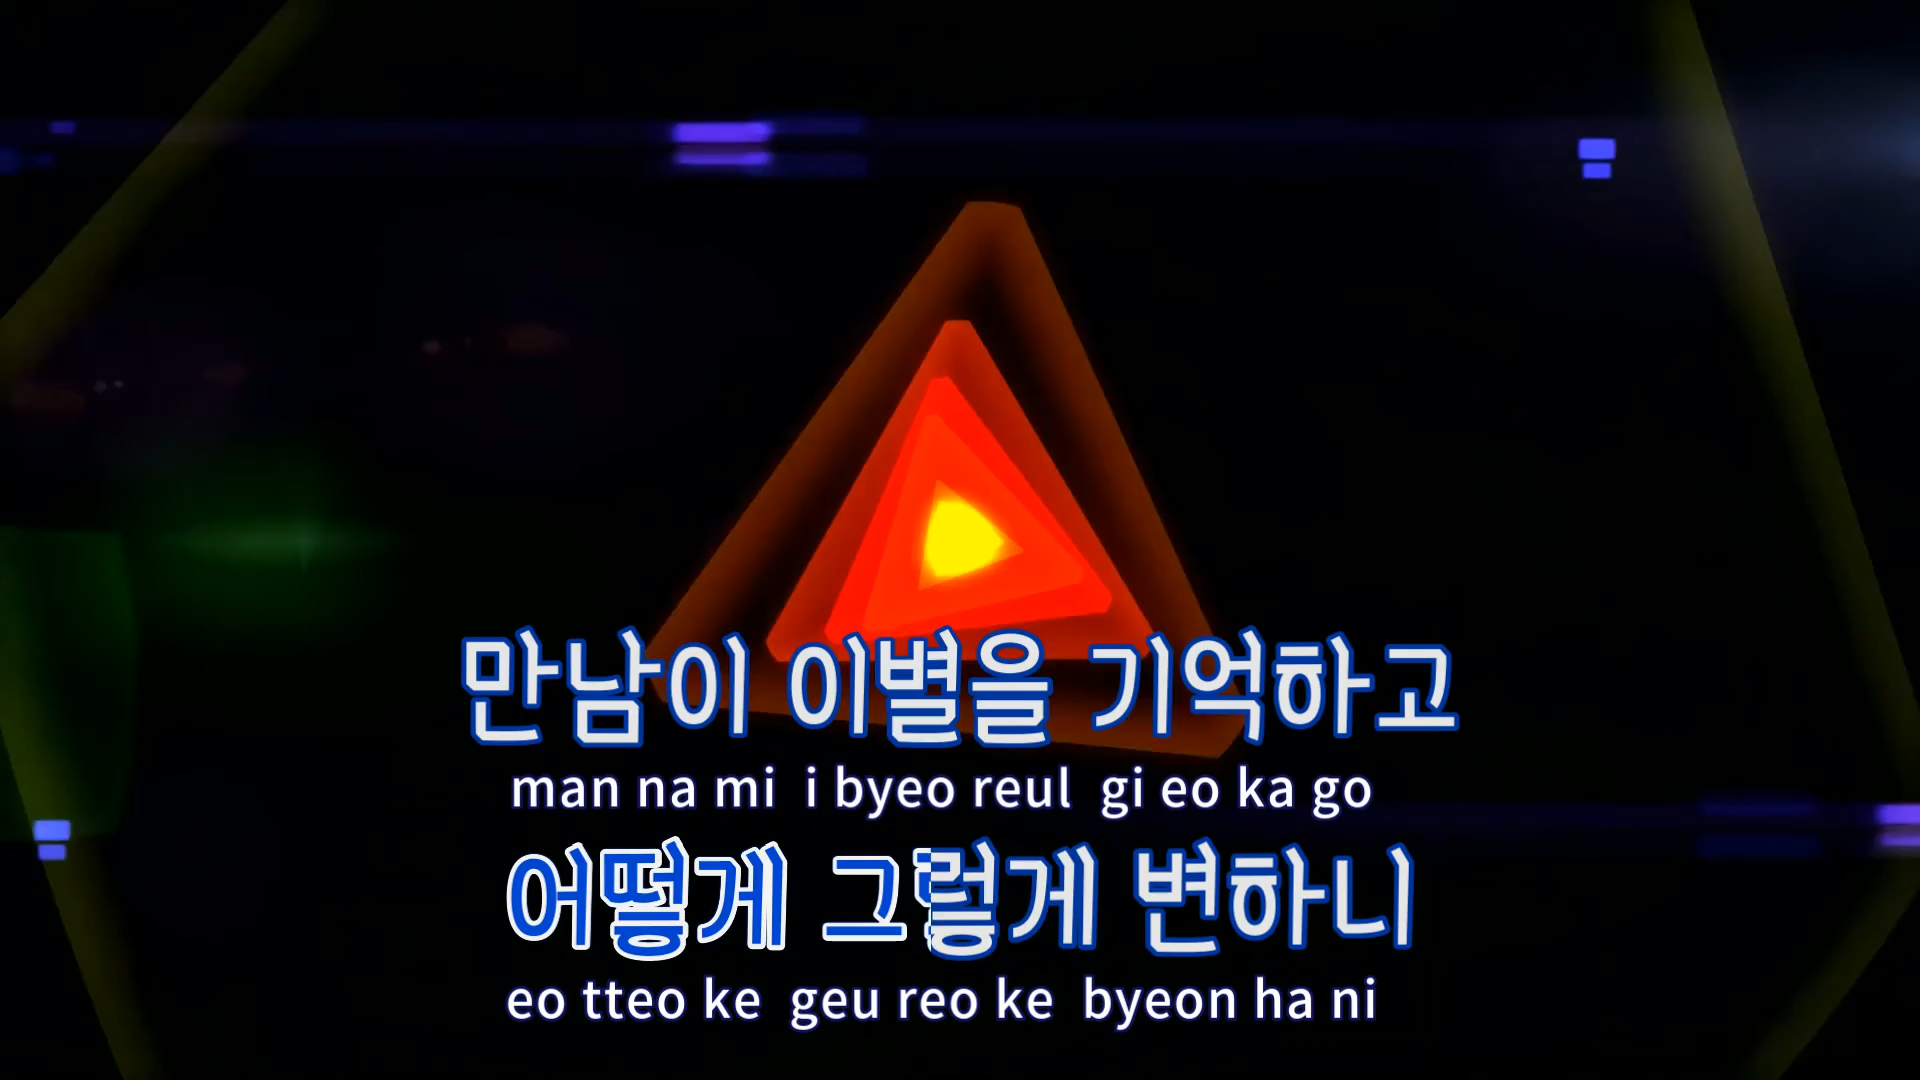 만남이 이별을 기억하고
man na mi i byeo reul gi eo ka go
어떻게 그렇게 변하니
eo tteo ke geu reo ke byeon ha ni